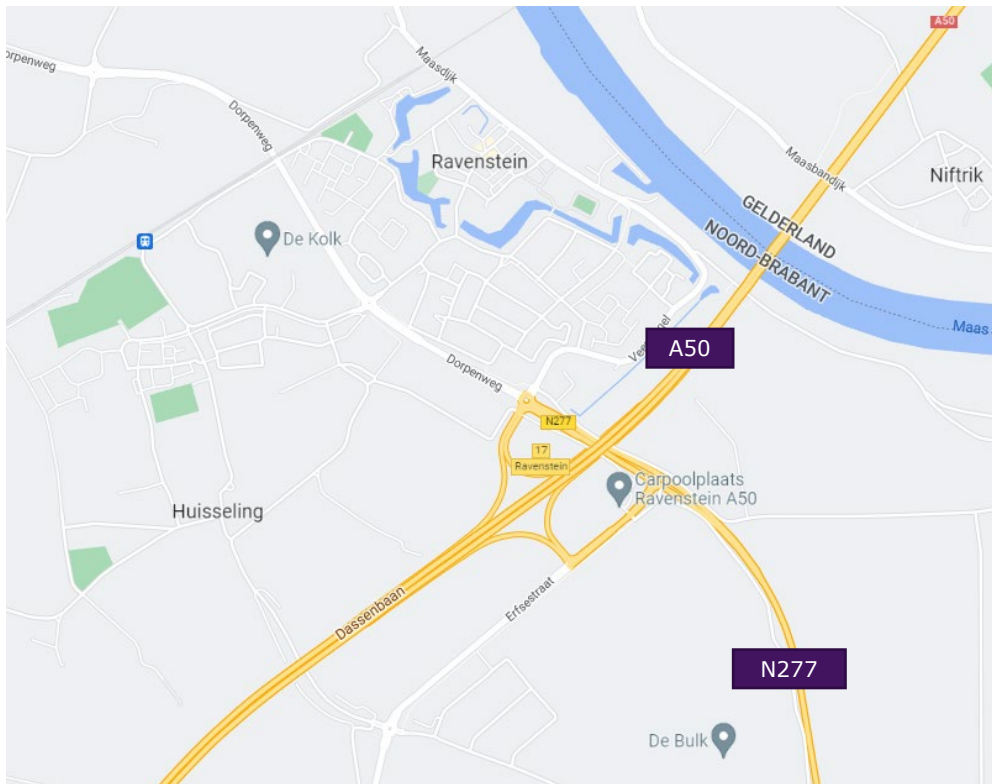 A50
Dorpenweg
Maasdijk
Dorpenweg
Ravenstein
Maasbandijk
Niftrik
GELDERLAND
NOORD-BRABANT
De Kolk
Maas
A50
Dorpenweg
N277
17
Ravenstein
Carpoolplaats
Ravenstein A50
Huisseling
Dassenbaan
Erfsestraat
N277
De Bulk